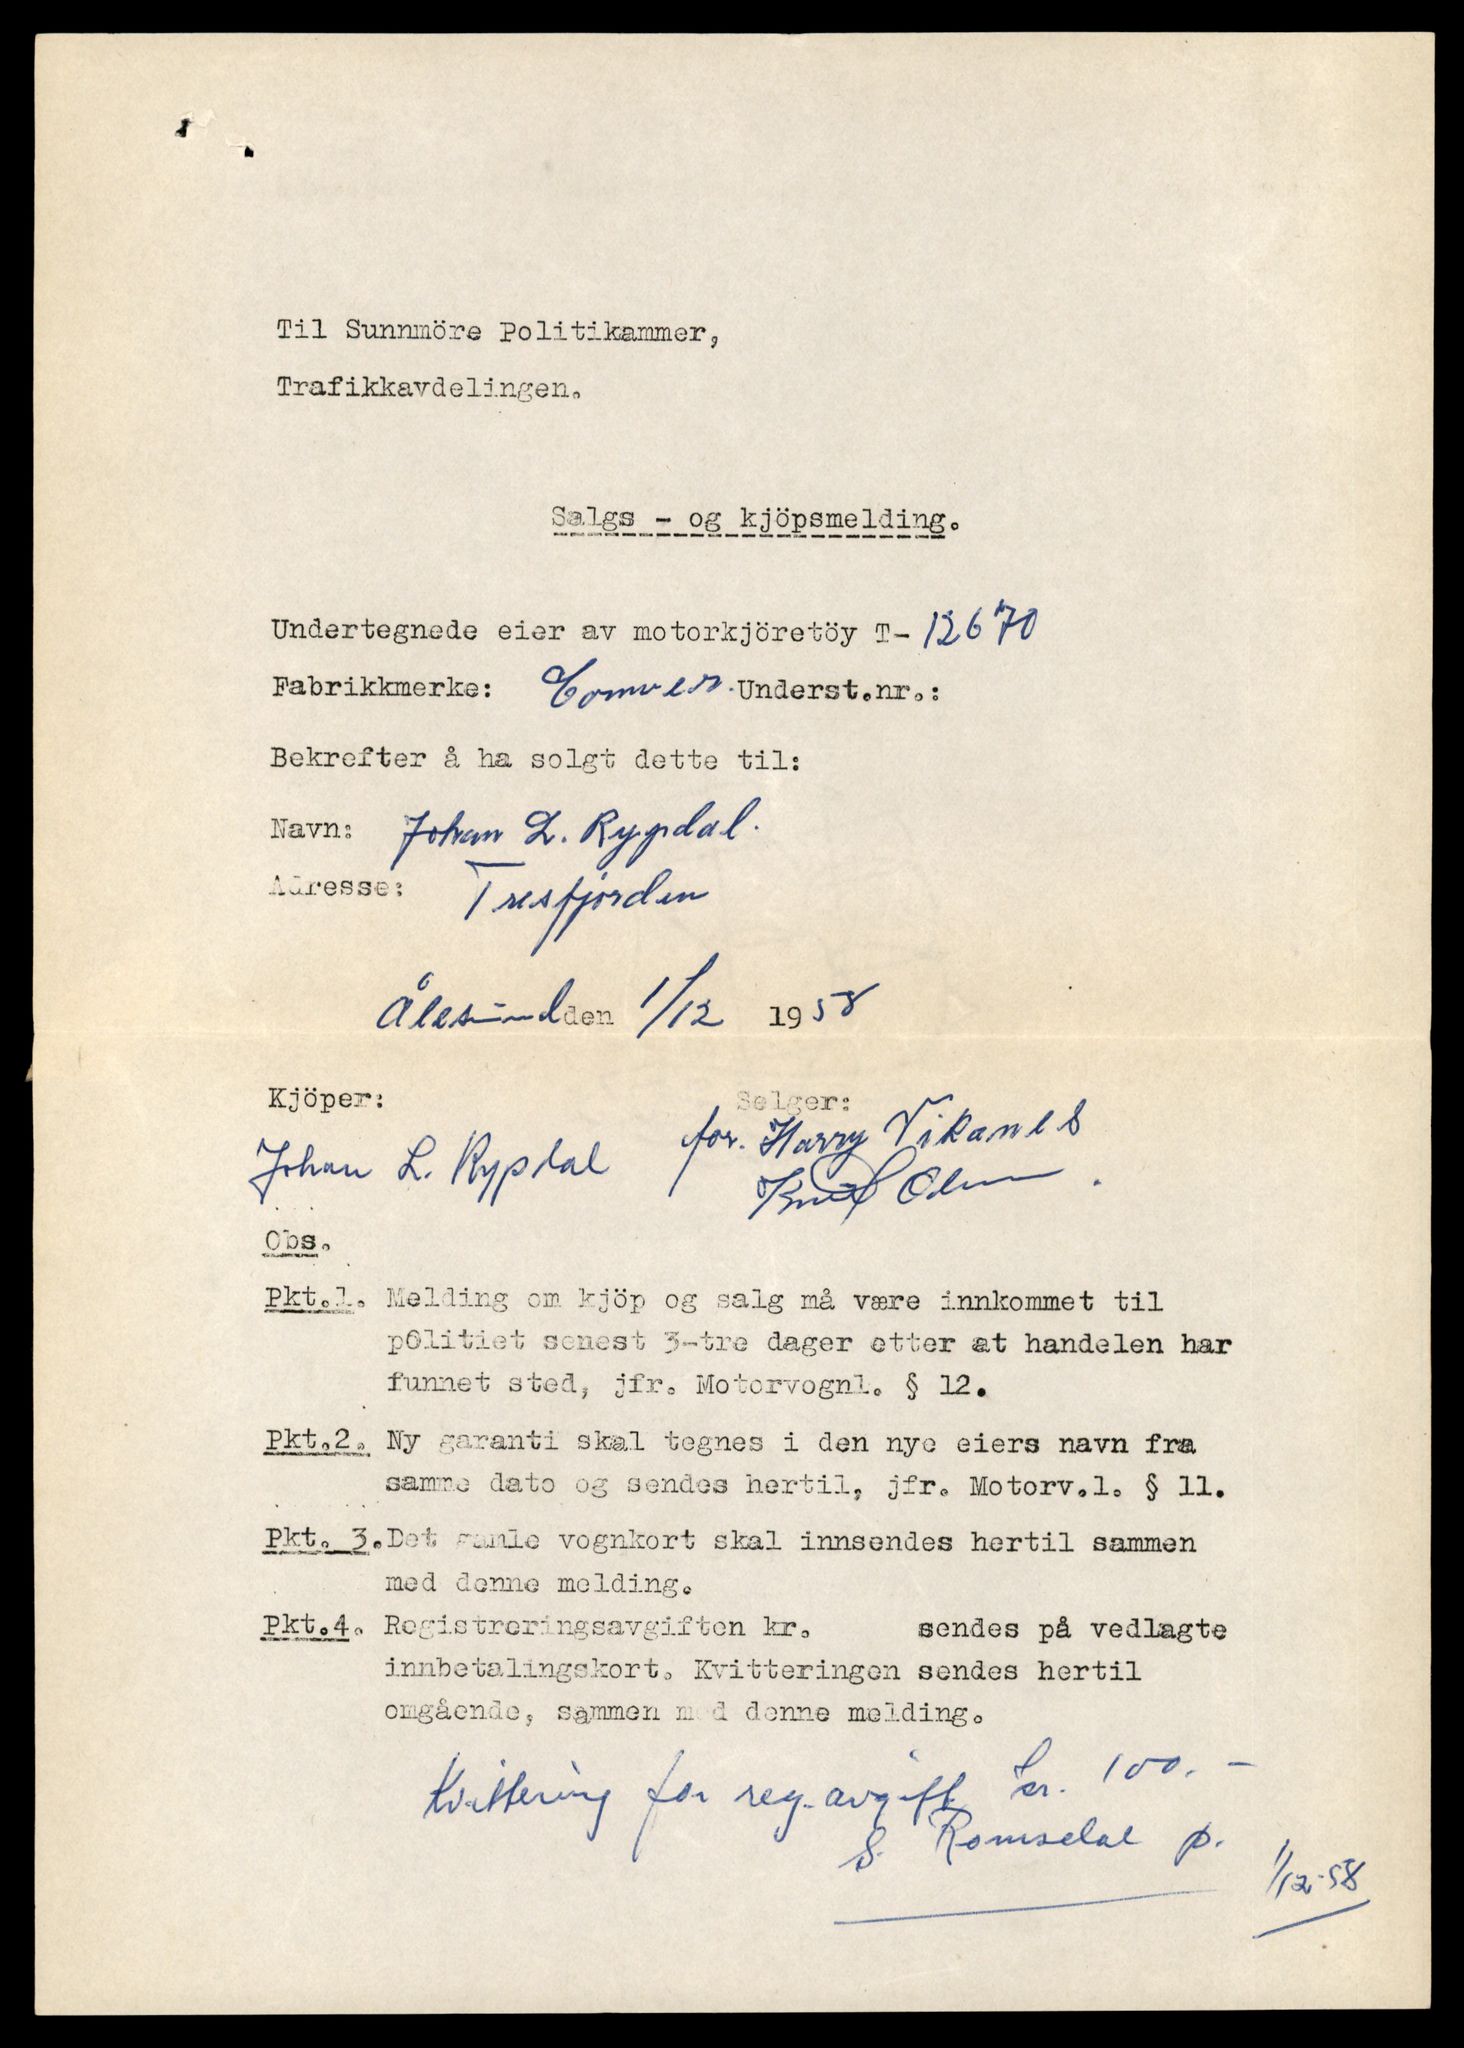 Til Sunnmöre Politikammer,
Trafikkavdelingen.
Salgs - og kjöpsmelding.
Undertegnede eier av motorkjöretöy T- 12670
Fabrikkmerke: Comver. Underst.nr.:
Bekrefter å ha solgt dette til:
Navn: Johan L. Rypdal.
Adresse: Tresfjorden
Ålesund den 1/12 1958
Kjöper: Selger:
Johan L. Rypdal for. Harry Vikanes
Knut Olsen.
Obs.
Pkt.1. Melding om kjöp og salg må være innkommet til
pOlitiet senest 3-tre dager etter at handelen har
funnet sted, jfr. Motorvognl. § 12.
Pkt.2. Ny garanti skal tegnes i den nye eiers navn fra
samme dato og sendes hertil, jfr. Motorv.l. § 11.
Pkt. 3. Det gamle vognkort skal innsendes hertil sammen
med denne melding.
Pkt.4. Registreringsavgiften kr. sendes på vedlagte
innbetalingskort. Kvitteringen sendes hertil
omgående, sammen med denne melding.
Kvittering for reg.avgift kr. 100.-
S. Romsdal p.
1/12-58